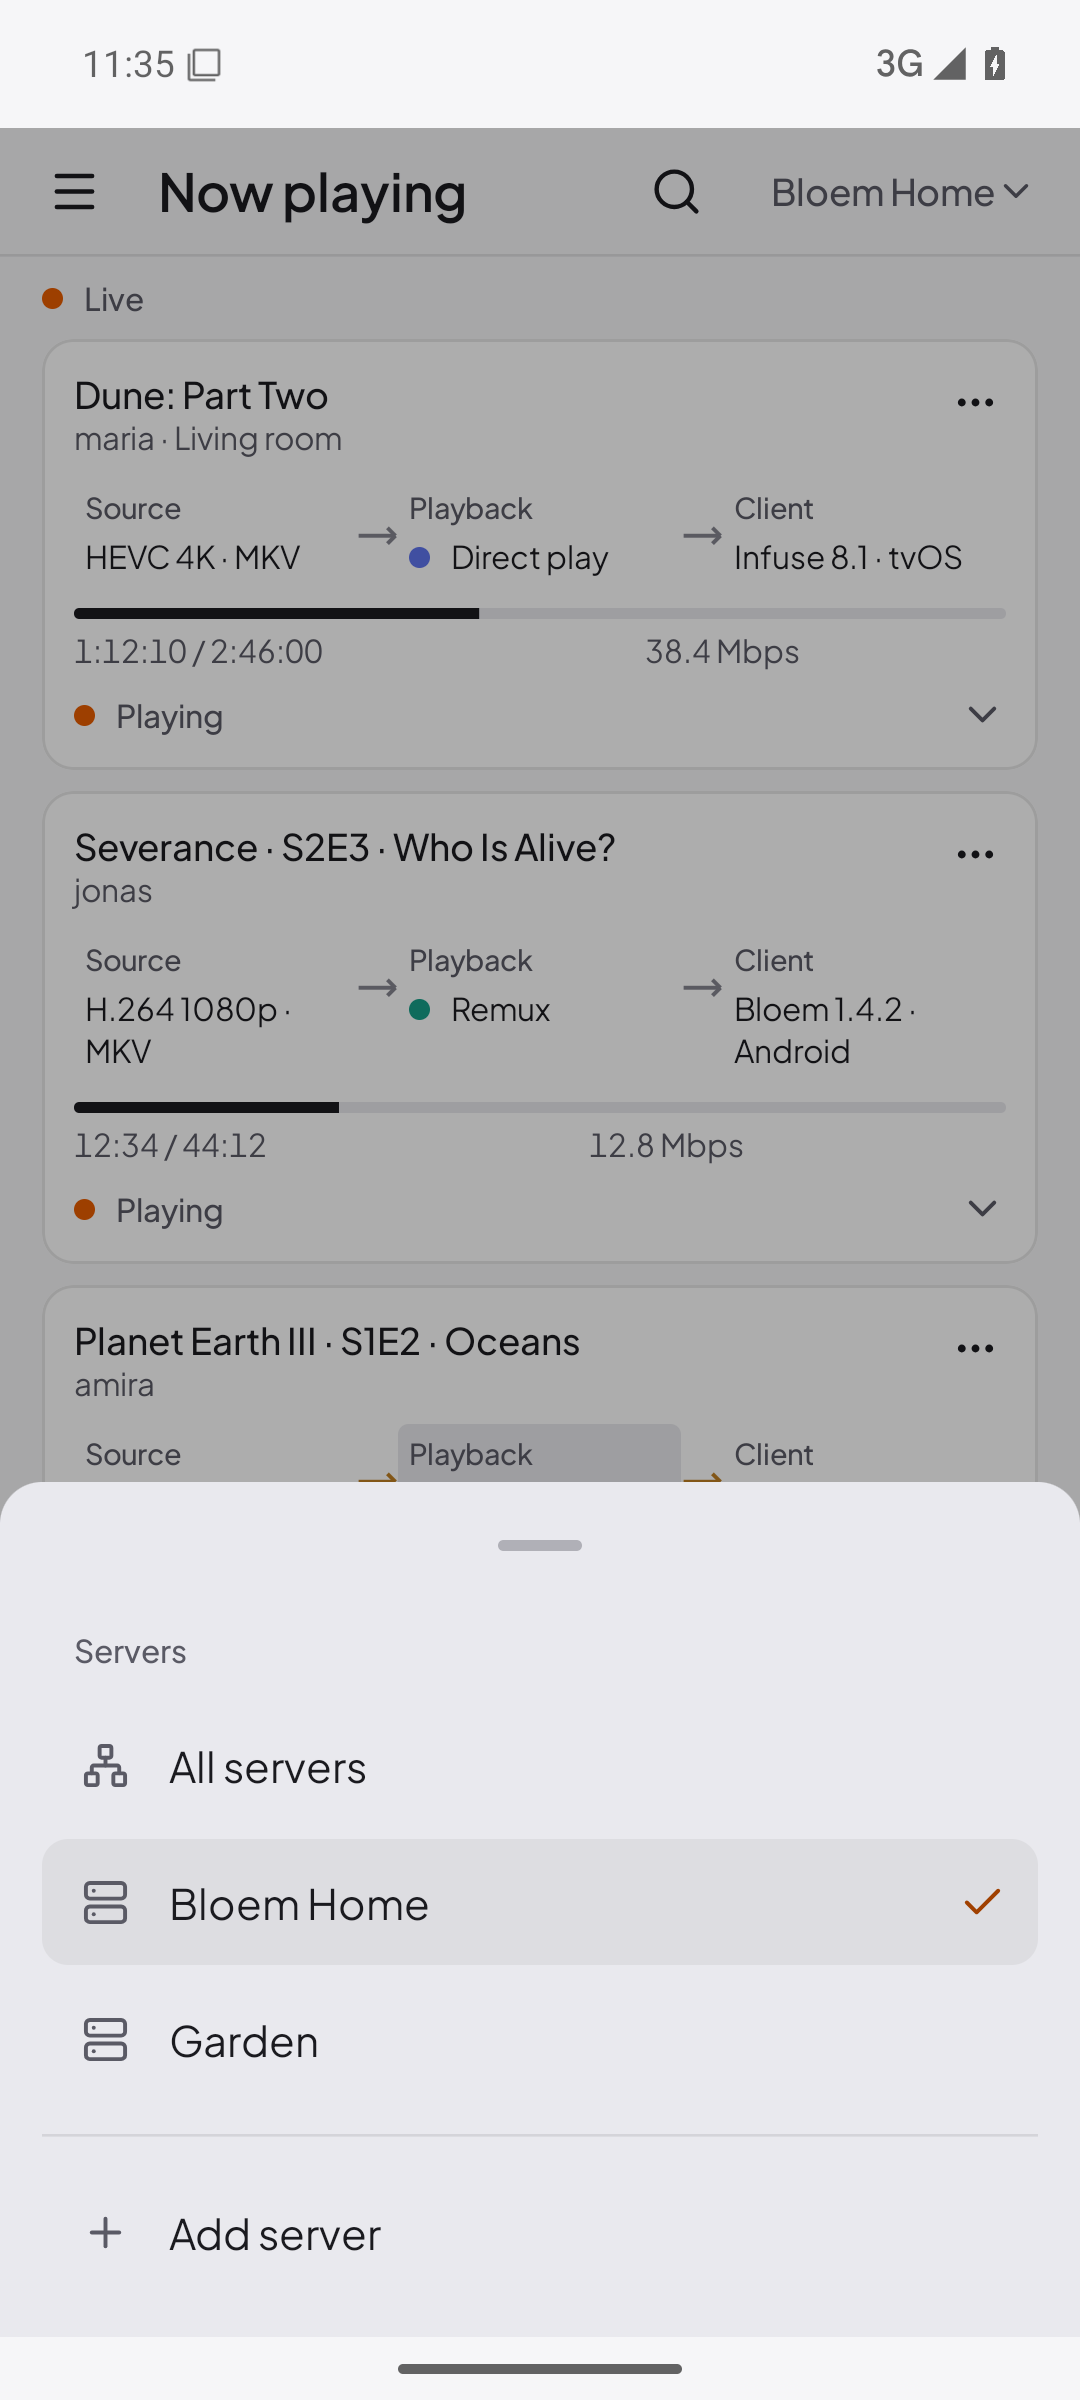 11:35
3G
Now playing
Bloem Home
Live
Dune: Part Two
maria · Living room
Source
Playback
Client
HEVC 4K · MKV
Direct play
Infuse 8.1 · tvOS
1:12:10 / 2:46:00
38.4 Mbps
Playing
Severance · S2E3 · Who Is Alive?
jonas
Source
Playback
Client
H.264 1080p ·
MKV
Remux
Bloem 1.4.2 ·
Android
12:34 / 44:12
12.8 Mbps
Playing
Planet Earth III · S1E2 · Oceans
amira
Source
Playback
Client
Servers
All servers
Bloem Home
Garden
Add server